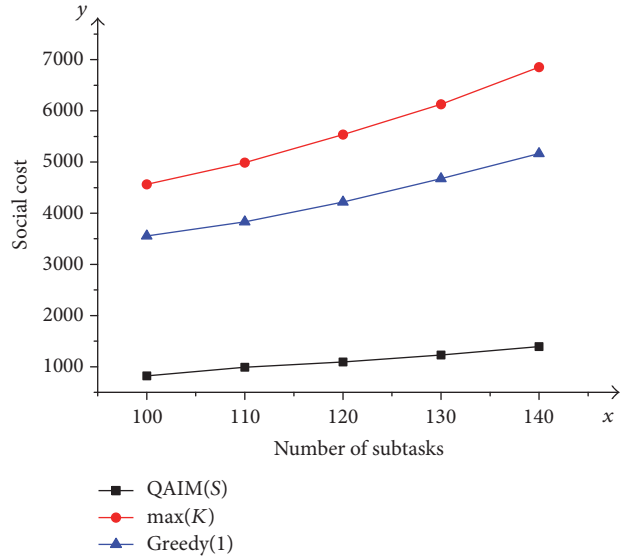 y
7000
6000
5000
4000
3000
2000
1000
Social cost
100 110 120 130 140 x
Number of subtasks
QAIM(S)
max(K)
Greedy(1)